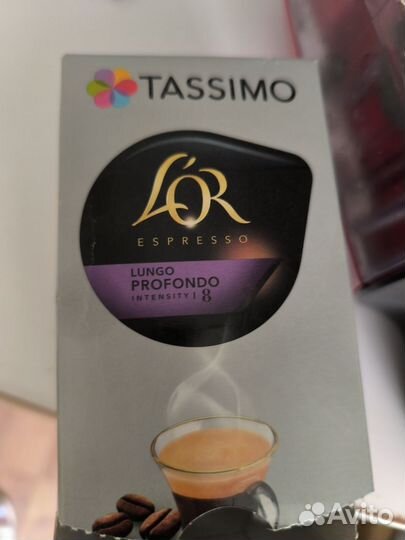 TASSIMO
L'OR
ESPRESSO
LUNGO
PROFONDO
INTENSITY | 8
Avito